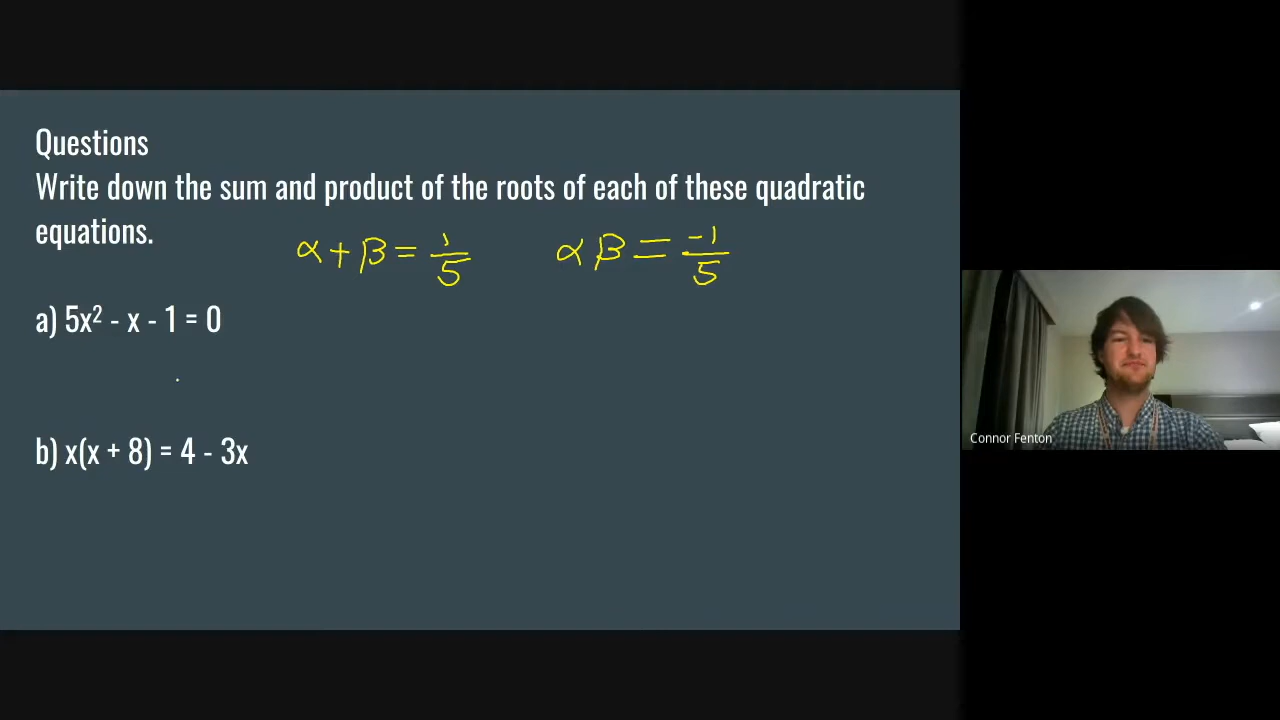 Questions
Write down the sum and product of the roots of each of these quadratic
equations.
α + β = 1/5 αβ = -1/5
a) 5x² - x - 1 = 0
b) x(x + 8) = 4 - 3x
Connor Fenton